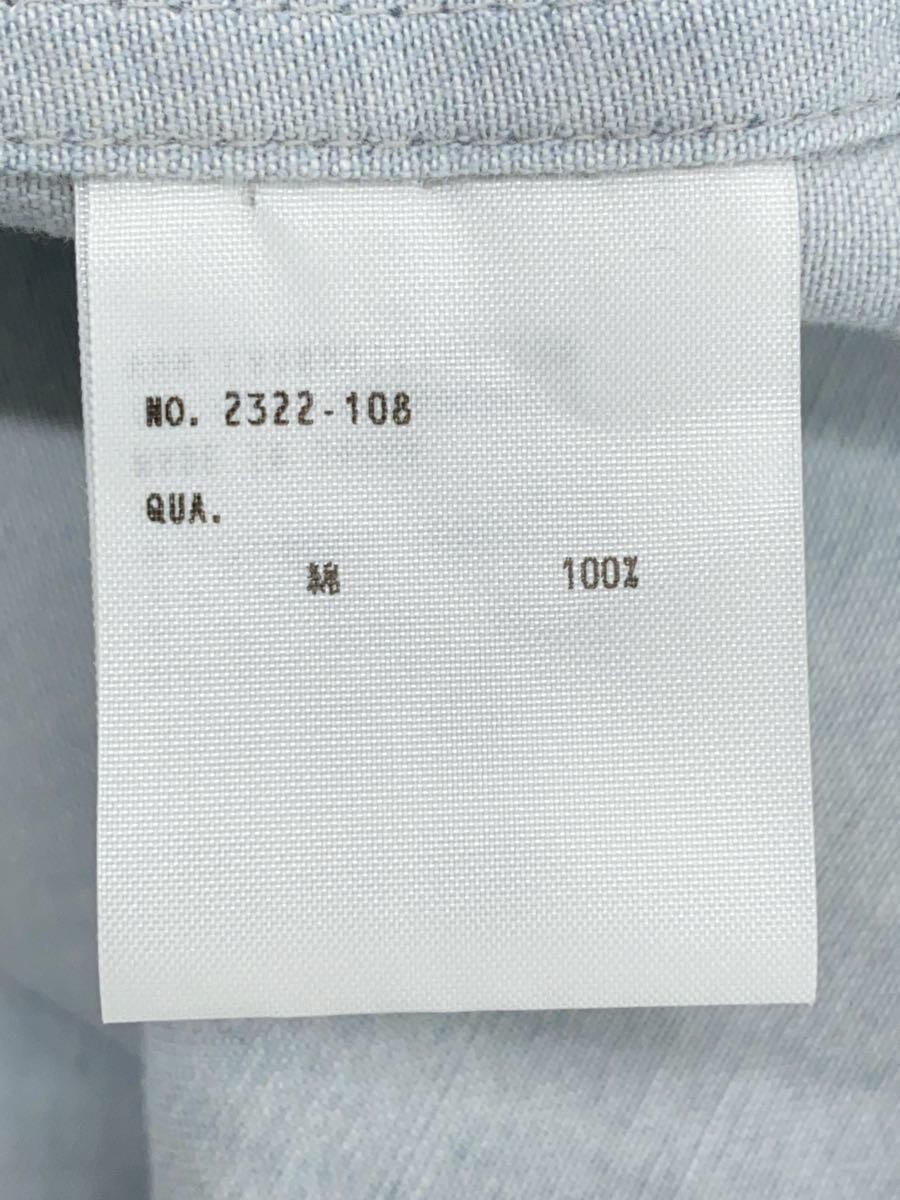 NO. 2322-108
QUA.
綿 100%